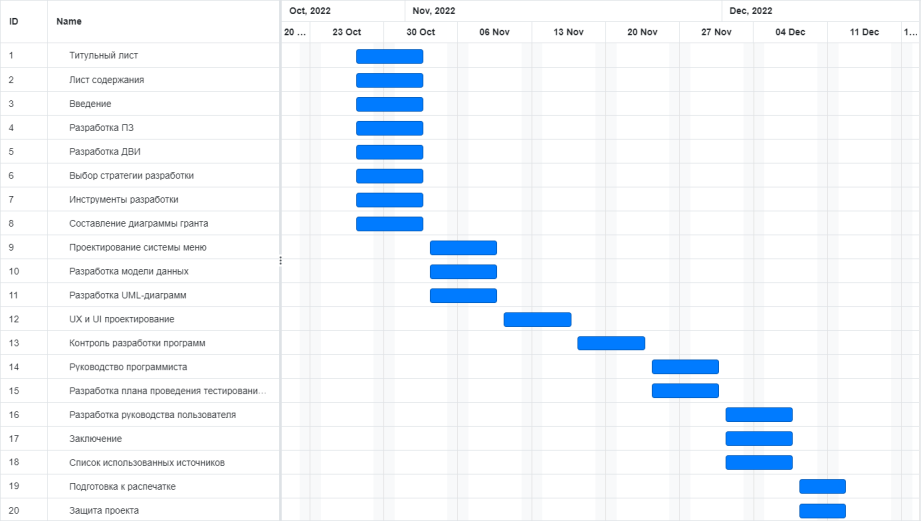 Oct, 2022 Nov, 2022 Dec, 2022
ID Name
20 ... 23 Oct 30 Oct 06 Nov 13 Nov 20 Nov 27 Nov 04 Dec 11 Dec 1...
1 Титульный лист
2 Лист содержания
3 Введение
4 Разработка ПЗ
5 Разработка ДВИ
6 Выбор стратегии разработки
7 Инструменты разработки
8 Составление диаграммы гранта
9 Проектирование системы меню
10 Разработка модели данных
11 Разработка UML-диаграмм
12 UX и UI проектирование
13 Контроль разработки программ
14 Руководство программиста
15 Разработка плана проведения тестировани...
16 Разработка руководства пользователя
17 Заключение
18 Список использованных источников
19 Подготовка к распечатке
20 Защита проекта